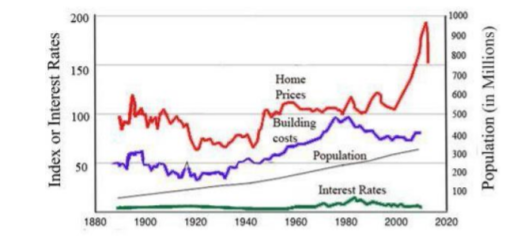 200
150
100
50
Index or Interest Rates
1000
900
800
700
600
500
400
300
200
100
Population (in Millions)
Home
Prices
Building
costs
Population
Interest Rates
1880 1900 1920 1940 1960 1980 2000 2020